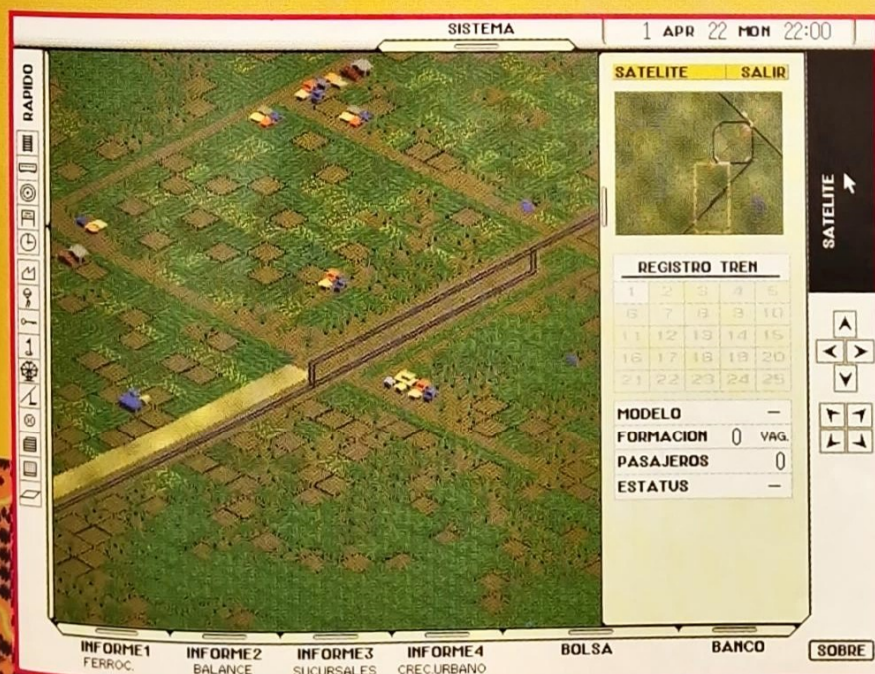 SISTEMA
1 APR 22 MON 22:00
RAPIDO
SATELITE SALIR
SATELITE
REGISTRO TREN
1 2 3 4 5
6 7 8 9 10
11 12 13 14 15
16 17 18 19 20
21 22 23 24 25
MODELO —
FORMACION 0 VAG.
PASAJEROS 0
ESTATUS —
INFORME1
FERROC.
INFORME2
BALANCE
INFORME3
SUCURSALES
INFORME4
CREC.URBANO
BOLSA
BANCO
SOBRE